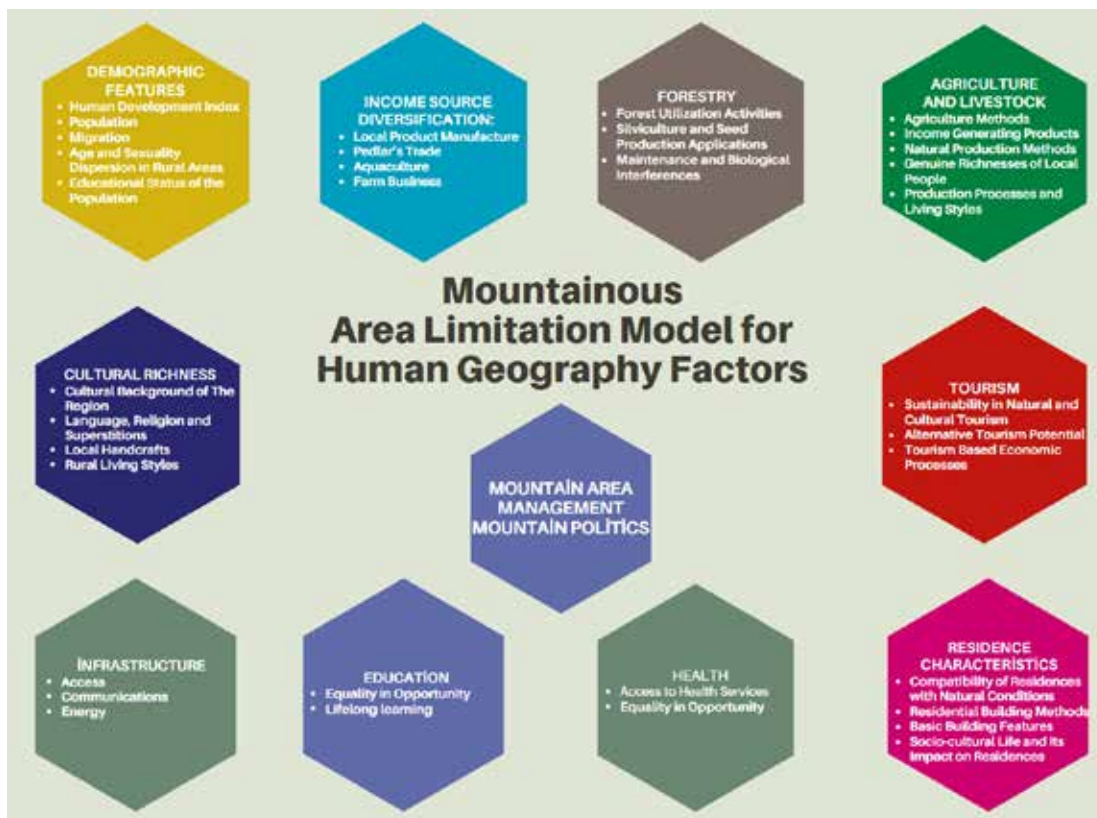 DEMOGRAPHIC
FEATURES
• Human Development Index
• Population
• Migration
• Age and Sexuality
Dispersion in Rural Areas
• Educational Status of the
Population
INCOME SOURCE
DIVERSIFICATION:
• Local Product Manufacture
• Pedlar's Trade
• Aquaculture
• Farm Business
FORESTRY
• Forest Utilization Activities
• Silviculture and Seed
Production Applications
• Maintenance and Biological
Interferences
AGRICULTURE
AND LIVESTOCK
• Agriculture Methods
• Income Generating Products
• Natural Production Methods
• Genuine Richnesses of Local
People
• Production Processes and
Living Styles
Mountainous
Area Limitation Model for
Human Geography Factors
CULTURAL RICHNESS
• Cultural Background of The
Region
• Language, Religion and
Superstitions
• Local Handcrafts
• Rural Living Styles
MOUNTAİN AREA
MANAGEMENT
MOUNTAİN POLİTİCS
TOURISM
• Sustainability in Natural and
Cultural Tourism
• Alternative Tourism Potential
• Tourism Based Economic
Processes
İNFRASTRUCTURE
• Access
• Communications
• Energy
EDUCATİON
• Equality in Opportunity
• Lifelong learning
HEALTH
• Access to Health Services
• Equality in Opportunity
RESIDENCE
CHARACTERİSTİCS
• Compatibility of Residences
with Natural Conditions
• Residential Building Methods
• Basic Building Features
• Socio-cultural Life and Its
Impact on Residences